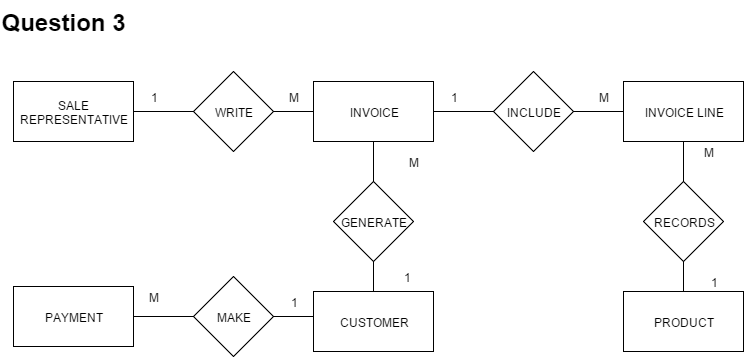 Question 3
SALE
REPRESENTATIVE
1
WRITE
M
INVOICE
1
INCLUDE
M
INVOICE LINE
M
M
GENERATE
RECORDS
1
1
PAYMENT
M
MAKE
1
CUSTOMER
PRODUCT